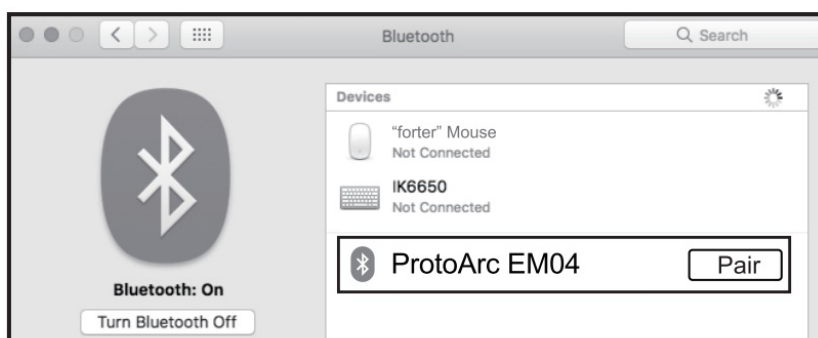 Bluetooth
Search
Devices
“forter” Mouse
Not Connected
IK6650
Not Connected
ProtoArc EM04
Pair
Bluetooth: On
Turn Bluetooth Off